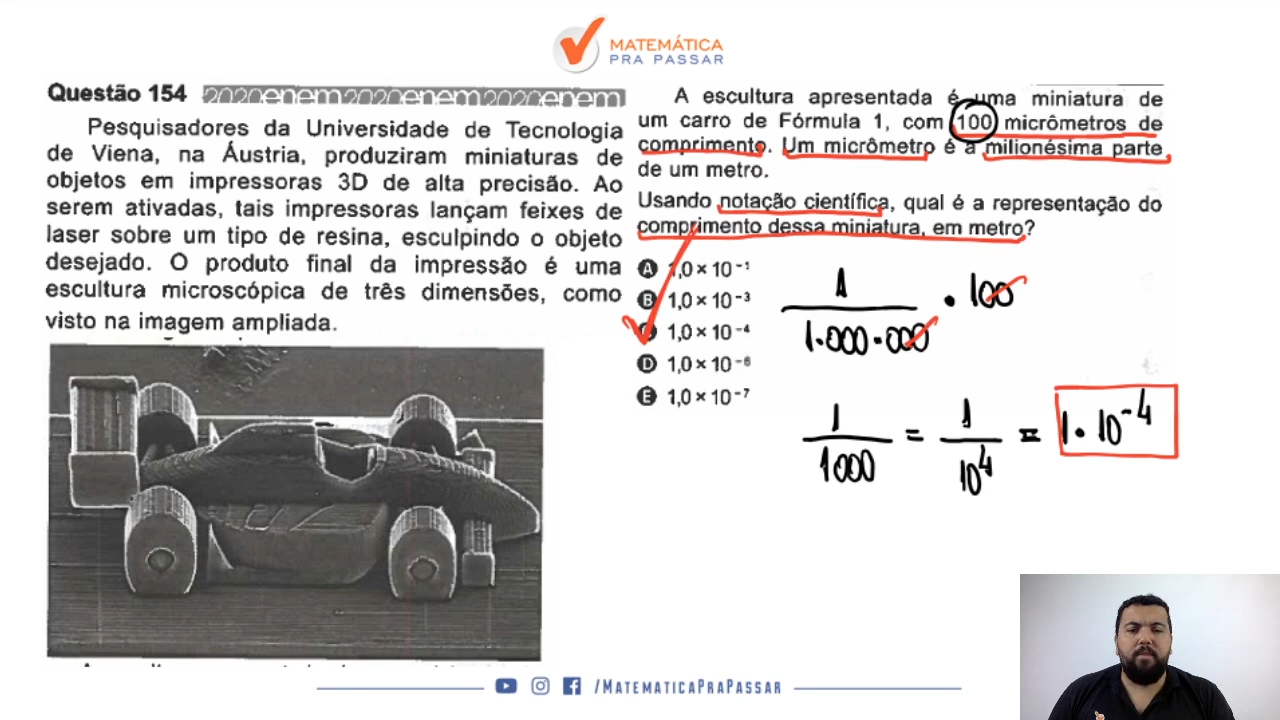 MATEMÁTICA
PRA PASSAR
Questão 154 2020enem2020enem2020enem
Pesquisadores da Universidade de Tecnologia
de Viena, na Áustria, produziram miniaturas de
objetos em impressoras 3D de alta precisão. Ao
serem ativadas, tais impressoras lançam feixes de
laser sobre um tipo de resina, esculpindo o objeto
desejado. O produto final da impressão é uma
escultura microscópica de três dimensões, como
visto na imagem ampliada.
A escultura apresentada é uma miniatura de
um carro de Fórmula 1, com 100 micrômetros de
comprimento. Um micrômetro é a milionésima parte
de um metro.
Usando notação científica, qual é a representação do
comprimento dessa miniatura, em metro?
A 1,0 × 10⁻¹
B 1,0 × 10⁻³
1,0 × 10⁻⁴
D 1,0 × 10⁻⁶
E 1,0 × 10⁻⁷
1
——— • 100
1.000.000
1/1000 = 1/10⁴ = 1 • 10⁻⁴
/MatematicaPraPassar